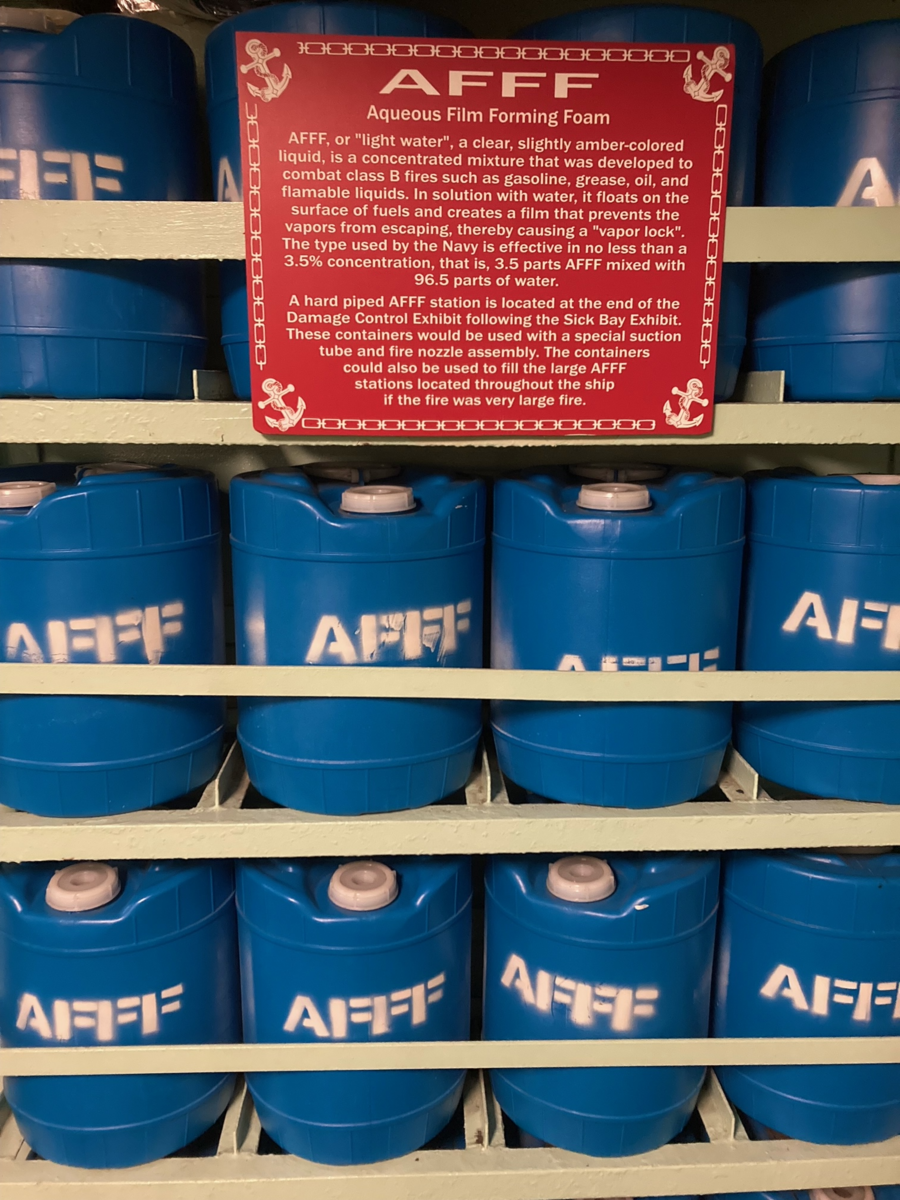 AFFF
Aqueous Film Forming Foam
AFFF, or "light water", a clear, slightly amber-colored
liquid, is a concentrated mixture that was developed to
combat class B fires such as gasoline, grease, oil, and
flamable liquids. In solution with water, it floats on the
surface of fuels and creates a film that prevents the
vapors from escaping, thereby causing a "vapor lock".
The type used by the Navy is effective in no less than a
3.5% concentration, that is, 3.5 parts AFFF mixed with
96.5 parts of water.
A hard piped AFFF station is located at the end of the
Damage Control Exhibit following the Sick Bay Exhibit.
These containers would be used with a special suction
tube and fire nozzle assembly. The containers
could also be used to fill the large AFFF
stations located throughout the ship
if the fire was very large fire.
AFFF
AFFF
AFFF
AFF
AFFF
AFFF
AFFF
AFFF